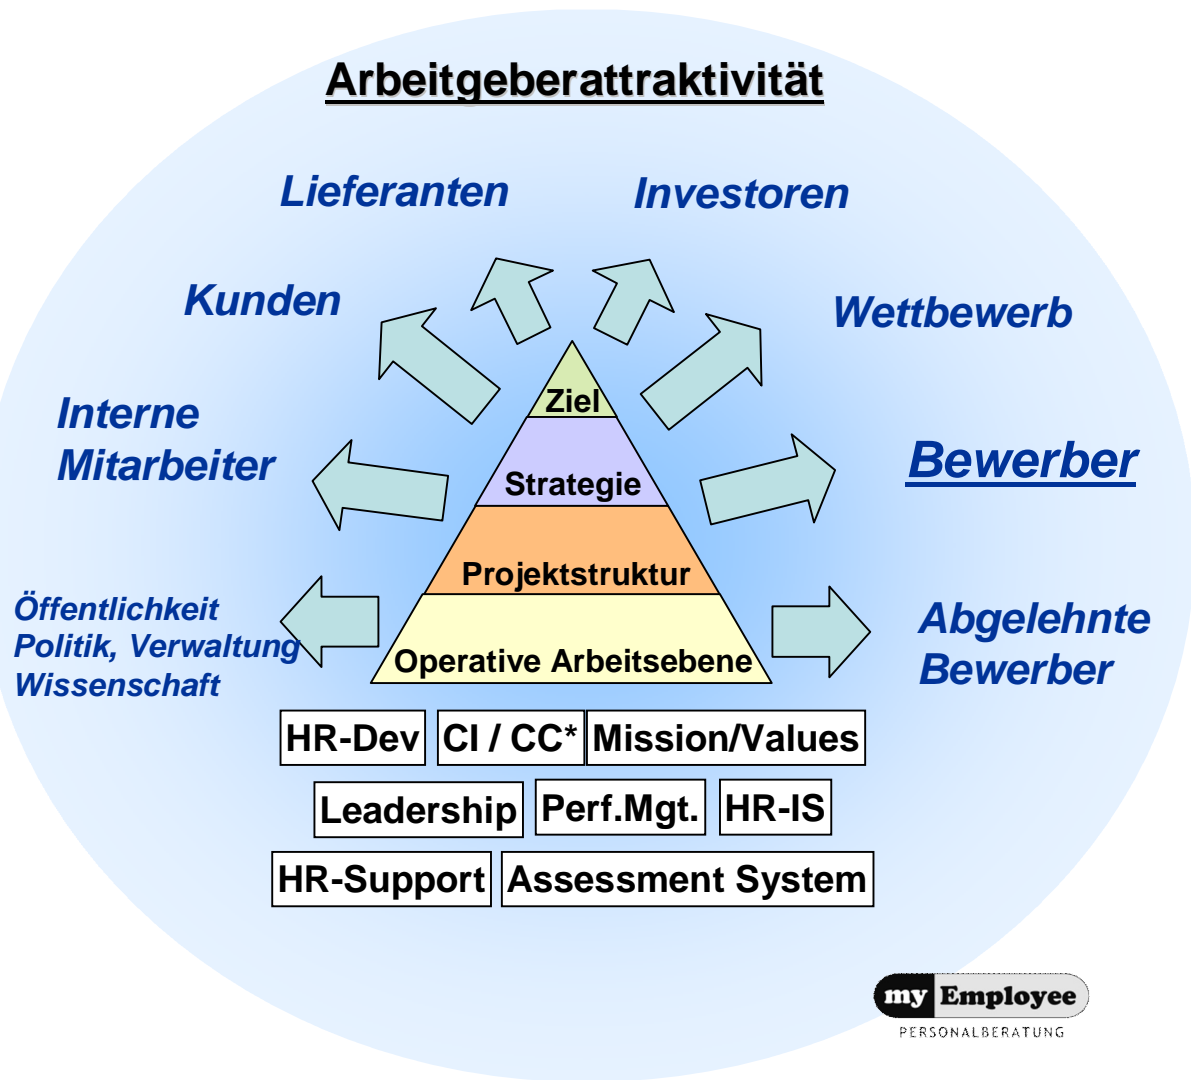 Arbeitgeberattraktivität
Lieferanten
Investoren
Kunden
Wettbewerb
Interne
Mitarbeiter
Bewerber
Öffentlichkeit
Politik, Verwaltung
Wissenschaft
Abgelehnte
Bewerber
Ziel
Strategie
Projektstruktur
Operative Arbeitsebene
HR-Dev
CI / CC*
Mission/Values
Leadership
Perf.Mgt.
HR-IS
HR-Support
Assessment System
my Employee
PERSONALBERATUNG